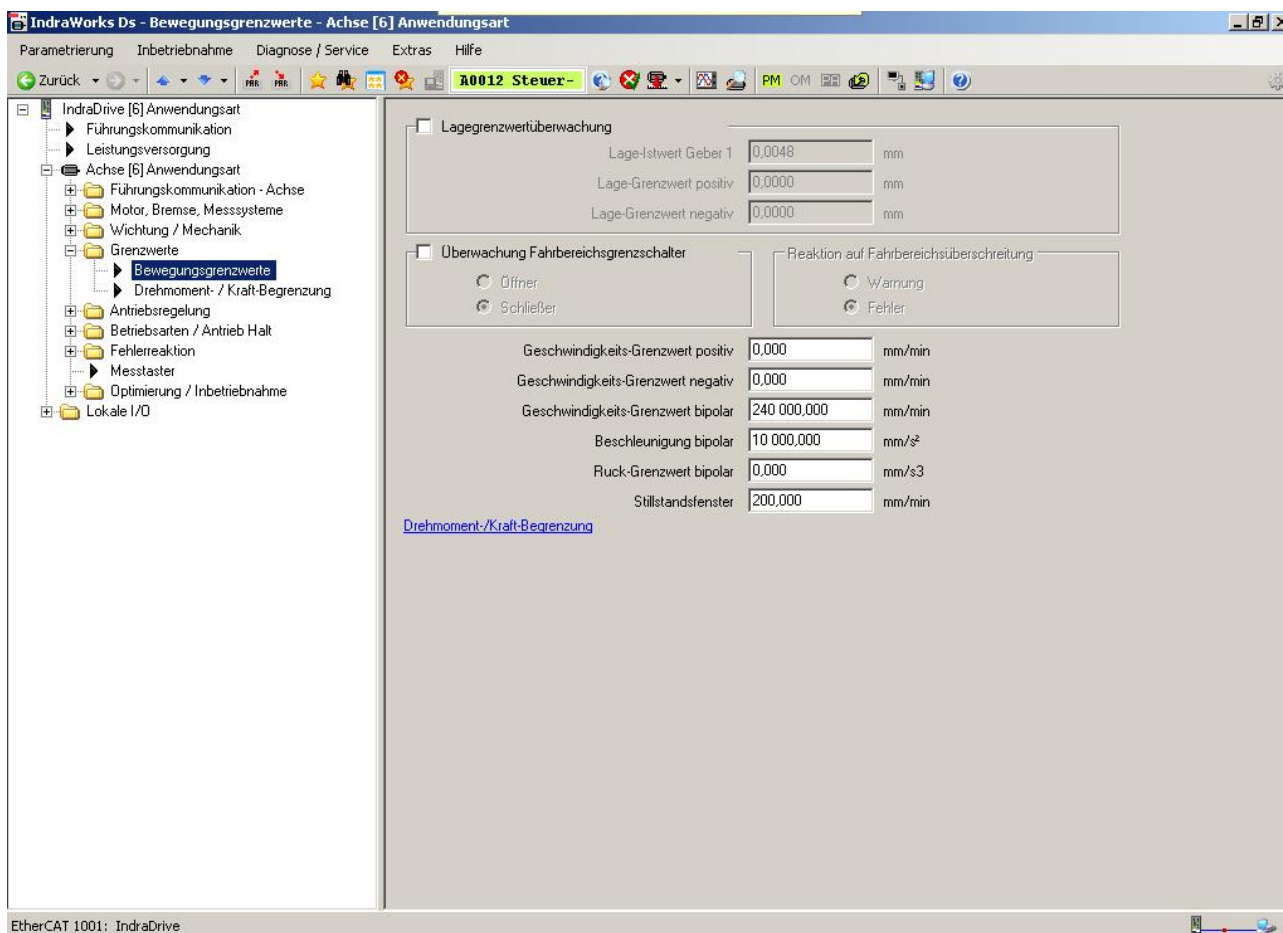 IndraWorks Ds - Bewegungsgrenzwerte - Achse [6] Anwendungsart
Parametrierung Inbetriebnahme Diagnose / Service Extras Hilfe
Zurück PAR PAR A0012 Steuer- PM OM
IndraDrive [6] Anwendungsart
Führungskommunikation
Leistungsversorgung
Achse [6] Anwendungsart
Führungskommunikation - Achse
Motor, Bremse, Messsysteme
Wichtung / Mechanik
Grenzwerte
Bewegungsgrenzwerte
Drehmoment- / Kraft-Begrenzung
Antriebsregelung
Betriebsarten / Antrieb Halt
Fehlerreaktion
Messtaster
Optimierung / Inbetriebnahme
Lokale I/O
Lagegrenzwertüberwachung
Lage-Istwert Geber 1 0,0048 mm
Lage-Grenzwert positiv 0,0000 mm
Lage-Grenzwert negativ 0,0000 mm
Überwachung Fahrbereichsgrenzschalter
Öffner
Schließer
Reaktion auf Fahrbereichsüberschreitung
Warnung
Fehler
Geschwindigkeits-Grenzwert positiv 0,000 mm/min
Geschwindigkeits-Grenzwert negativ 0,000 mm/min
Geschwindigkeits-Grenzwert bipolar 240 000,000 mm/min
Beschleunigung bipolar 10 000,000 mm/s²
Ruck-Grenzwert bipolar 0,000 mm/s3
Stillstandsfenster 200,000 mm/min
Drehmoment-/Kraft-Begrenzung
EtherCAT 1001: IndraDrive